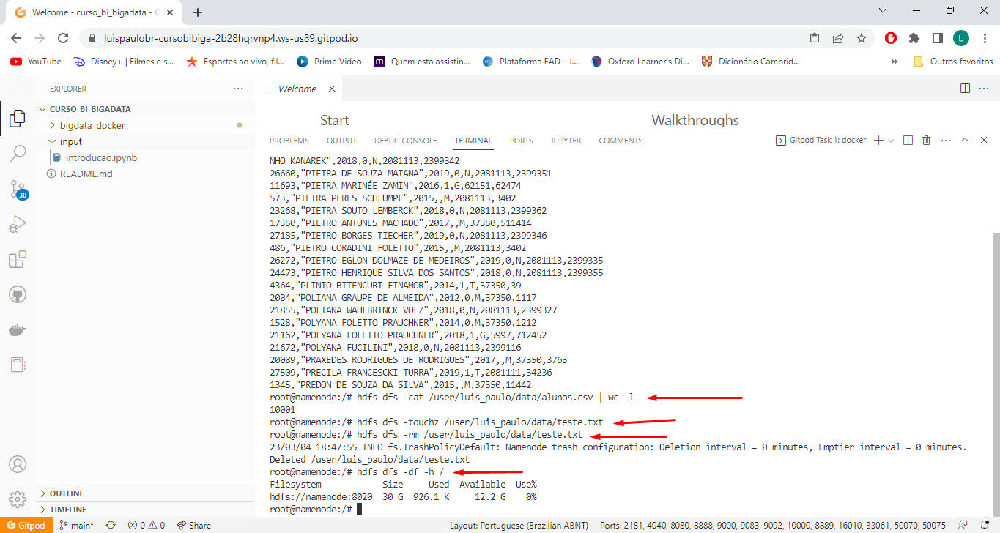 Welcome - curso_bi_bigadata - G
luispaulobr-cursobibiga-2b28hqrvnp4.ws-us89.gitpod.io
L
YouTube
Disney+ | Filmes e s...
Esportes ao vivo, fil...
Prime Video
m
Quem está assistin...
Plataforma EAD - J...
Oxford Learner's Di...
Dicionário Cambrid...
»
Outros favoritos
EXPLORER
Welcome
CURSO_BI_BIGADATA
bigdata_docker
input
introducao.ipynb
README.md
30
Start
Walkthroughs
PROBLEMS OUTPUT DEBUG CONSOLE TERMINAL PORTS JUPYTER COMMENTS
Gitpod Task 1: docker
NHO KANAREK",2018,0,N,2081113,2399342
26660,"PIETRA DE SOUZA MATANA",2019,0,N,2081113,2399351
11693,"PIETRA MARINÉE ZAMIN",2016,1,G,62151,62474
573,"PIETRA PERES SCHLUMPF",2015,,M,2081113,3402
23268,"PIETRA SOUTO LEMBERCK",2018,0,N,2081113,2399362
17350,"PIETRO ANTUNES MACHADO",2017,,M,37350,511414
27185,"PIETRO BORGES TIECHER",2019,0,N,2081113,2399346
486,"PIETRO CORADINI FOLETTO",2015,,M,2081113,3402
26272,"PIETRO EGLON DOLMAZE DE MEDEIROS",2019,0,N,2081113,2399335
24473,"PIETRO HENRIQUE SILVA DOS SANTOS",2018,0,N,2081113,2399355
4364,"PLINIO BITENCURT FINAMOR",2014,1,T,37350,39
2084,"POLIANA GRAUPE DE ALMEIDA",2012,0,M,37350,1117
21855,"POLIANA WAHLBRINCK VOLZ",2018,0,N,2081113,2399327
1528,"POLYANA FOLETTO PRAUCHNER",2014,0,M,37350,1212
21162,"POLYANA FOLETTO PRAUCHNER",2018,1,G,5997,712452
21672,"POLYANA FUCILINI",2018,0,N,2081113,2399116
20089,"PRAXEDES RODRIGUES DE RODRIGUES",2017,,M,37350,3763
27509,"PRECILA FRANCESCKI TURRA",2019,1,T,2081111,34236
1345,"PREDON DE SOUZA DA SILVA",2015,,M,37350,11442
root@namenode:/# hdfs dfs -cat /user/luis_paulo/data/alunos.csv | wc -l
10001
root@namenode:/# hdfs dfs -touchz /user/luis_paulo/data/teste.txt
root@namenode:/# hdfs dfs -rm /user/luis_paulo/data/teste.txt
23/03/04 18:47:55 INFO fs.TrashPolicyDefault: Namenode trash configuration: Deletion interval = 0 minutes, Emptier interval = 0 minutes.
Deleted /user/luis_paulo/data/teste.txt
root@namenode:/# hdfs dfs -df -h /
Filesystem Size Used Available Use%
hdfs://namenode:8020 30 G 926.1 K 12.2 G 0%
root@namenode:/#
OUTLINE
TIMELINE
Gitpod main* 0 0 Share
Layout: Portuguese (Brazilian ABNT) Ports: 2181, 4040, 8080, 8888, 9000, 9083, 9092, 10000, 8889, 16010, 33061, 50070, 50075